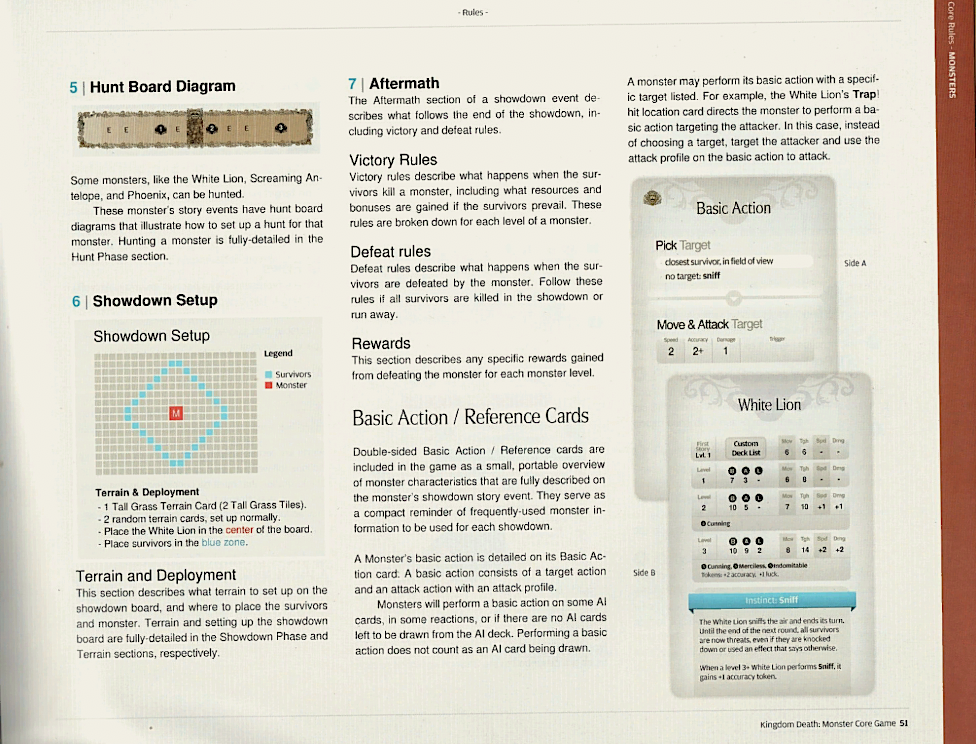 - Rules -
Core Rules - MONSTERS
5 | Hunt Board Diagram
E E 1 E 2 E E 3
Some monsters, like the White Lion, Screaming An-
telope, and Phoenix, can be hunted.
These monster's story events have hunt board
diagrams that illustrate how to set up a hunt for that
monster. Hunting a monster is fully-detailed in the
Hunt Phase section.
6 | Showdown Setup
Showdown Setup
Legend
Survivors
Monster
M
Terrain & Deployment
- 1 Tall Grass Terrain Card (2 Tall Grass Tiles).
- 2 random terrain cards, set up normally.
- Place the White Lion in the center of the board.
- Place survivors in the blue zone.
Terrain and Deployment
This section describes what terrain to set up on the
showdown board, and where to place the survivors
and monster. Terrain and setting up the showdown
board are fully-detailed in the Showdown Phase and
Terrain sections, respectively.
7 | Aftermath
The Aftermath section of a showdown event de-
scribes what follows the end of the showdown, in-
cluding victory and defeat rules.
Victory Rules
Victory rules describe what happens when the sur-
vivors kill a monster, including what resources and
bonuses are gained if the survivors prevail. These
rules are broken down for each level of a monster.
Defeat rules
Defeat rules describe what happens when the sur-
vivors are defeated by the monster. Follow these
rules if all survivors are killed in the showdown or
run away.
Rewards
This section describes any specific rewards gained
from defeating the monster for each monster level.
Basic Action / Reference Cards
Double-sided Basic Action / Reference cards are
included in the game as a small, portable overview
of monster characteristics that are fully described on
the monster's showdown story event. They serve as
a compact reminder of frequently-used monster in-
formation to be used for each showdown.
A Monster's basic action is detailed on its Basic Ac-
tion card. A basic action consists of a target action
and an attack action with an attack profile.
Monsters will perform a basic action on some AI
cards, in some reactions, or if there are no AI cards
left to be drawn from the AI deck. Performing a basic
action does not count as an AI card being drawn.
A monster may perform its basic action with a specif-
ic target listed. For example, the White Lion's Trap!
hit location card directs the monster to perform a ba-
sic action targeting the attacker. In this case, instead
of choosing a target, target the attacker and use the
attack profile on the basic action to attack.
Basic Action
Pick Target
closest survivor, in field of view
no target: sniff
Side A
Move & Attack Target
Speed Accuracy Damage Trigger
2 2+ 1
White Lion
First Story Lvl. 1 Custom Deck List Mov Tgh Spd Dmg
6 6 - -
Level B A L Mov Tgh Spd Dmg
1 7 3 - 6 8 - -
Level B A L Mov Tgh Spd Dmg
2 10 5 - 7 10 +1 +1
Cunning
Level B A L Mov Tgh Spd Dmg
3 10 9 2 8 14 +2 +2
Cunning, Merciless, Indomitable
Tokens: +2 accuracy, +1 luck.
Side B
Instinct: Sniff
The White Lion sniffs the air and ends its turn.
Until the end of the next round, all survivors
are now threats, even if they are knocked
down or used an effect that says otherwise.
When a level 3+ White Lion performs Sniff, it
gains +1 accuracy token.
Kingdom Death: Monster Core Game 51